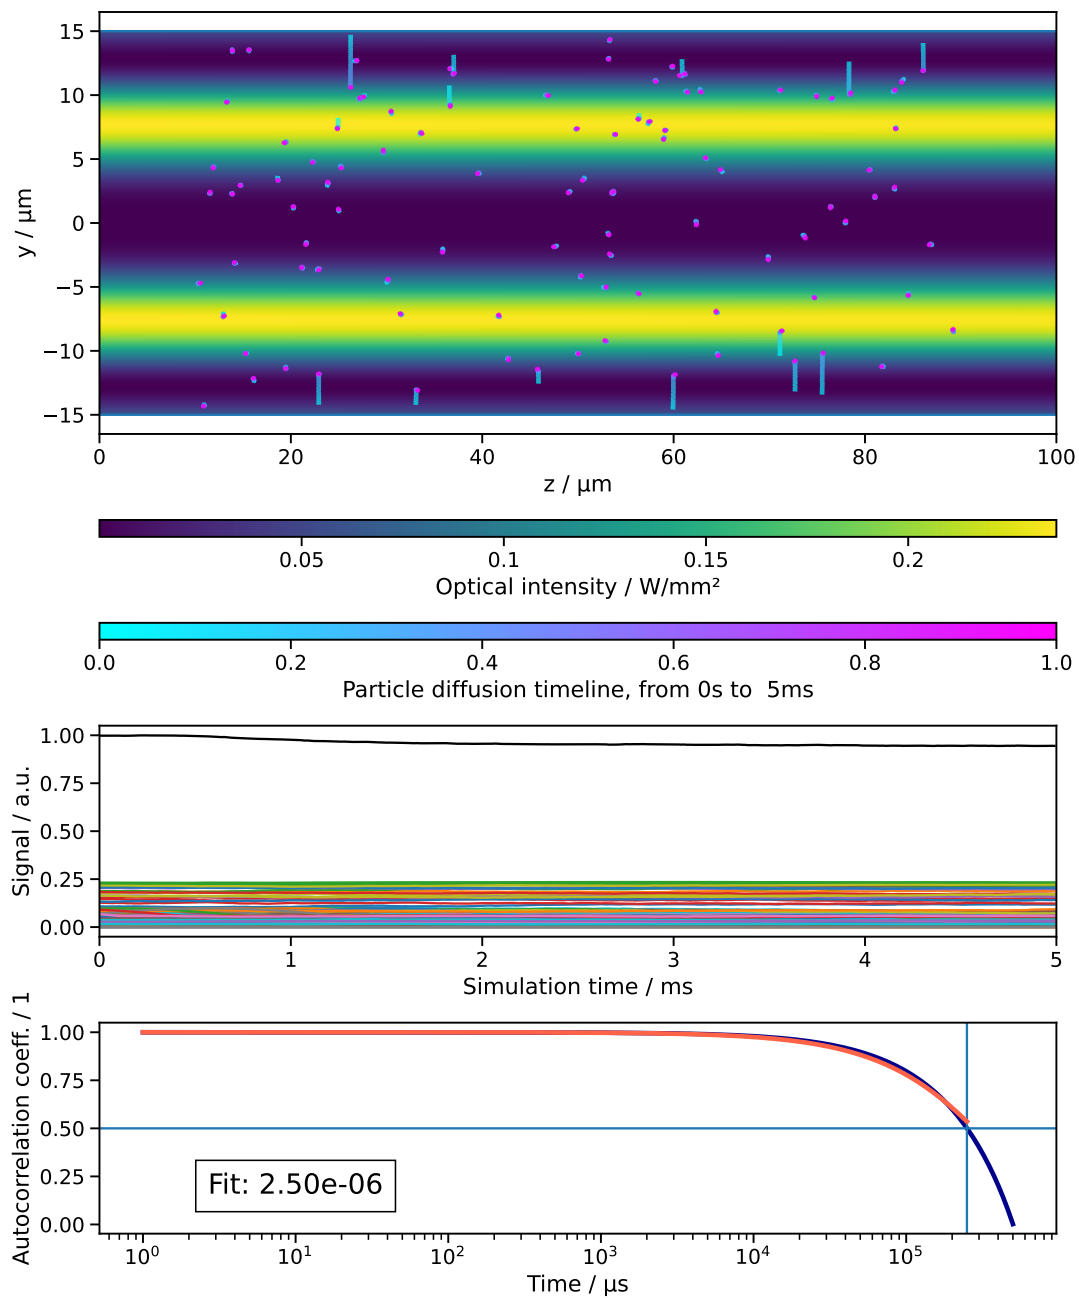 15
10
5
0
−5
−10
−15
y / µm
0 20 40 60 80 100
z / µm
0.05 0.1 0.15 0.2
Optical intensity / W/mm²
0.0 0.2 0.4 0.6 0.8 1.0
Particle diffusion timeline, from 0s to  5ms
1.00
0.75
0.50
0.25
0.00
Signal / a.u.
0 1 2 3 4 5
Simulation time / ms
1.00
0.75
0.50
0.25
0.00
Autocorrelation coeff. / 1
Fit: 2.50e-06
10⁰ 10¹ 10² 10³ 10⁴ 10⁵
Time / µs